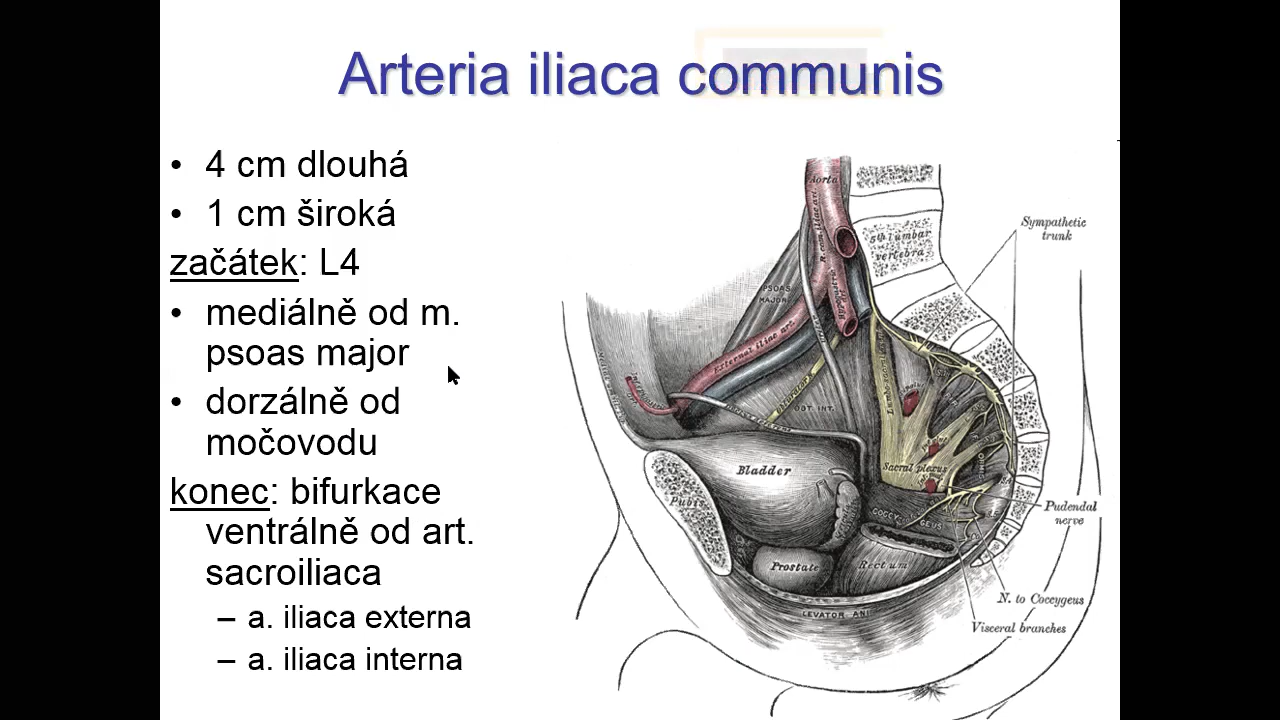 Arteria iliaca communis
• 4 cm dlouhá
• 1 cm široká
začátek: L4
• mediálně od m.
psoas major
• dorzálně od
močovodu
konec: bifurkace
ventrálně od art.
sacroiliaca
– a. iliaca externa
– a. iliaca interna
Aorta
Sympathetic
trunk
5th lumbar
vertebra
PSOAS
MAJOR
External iliac art.
OBT. INT.
Bladder
Sacral plexus
Pubis
COCCYGEUS
Pudendal
nerve
Prostate
Rectum
N. to Coccygeus
LEVATOR ANI
Visceral branches